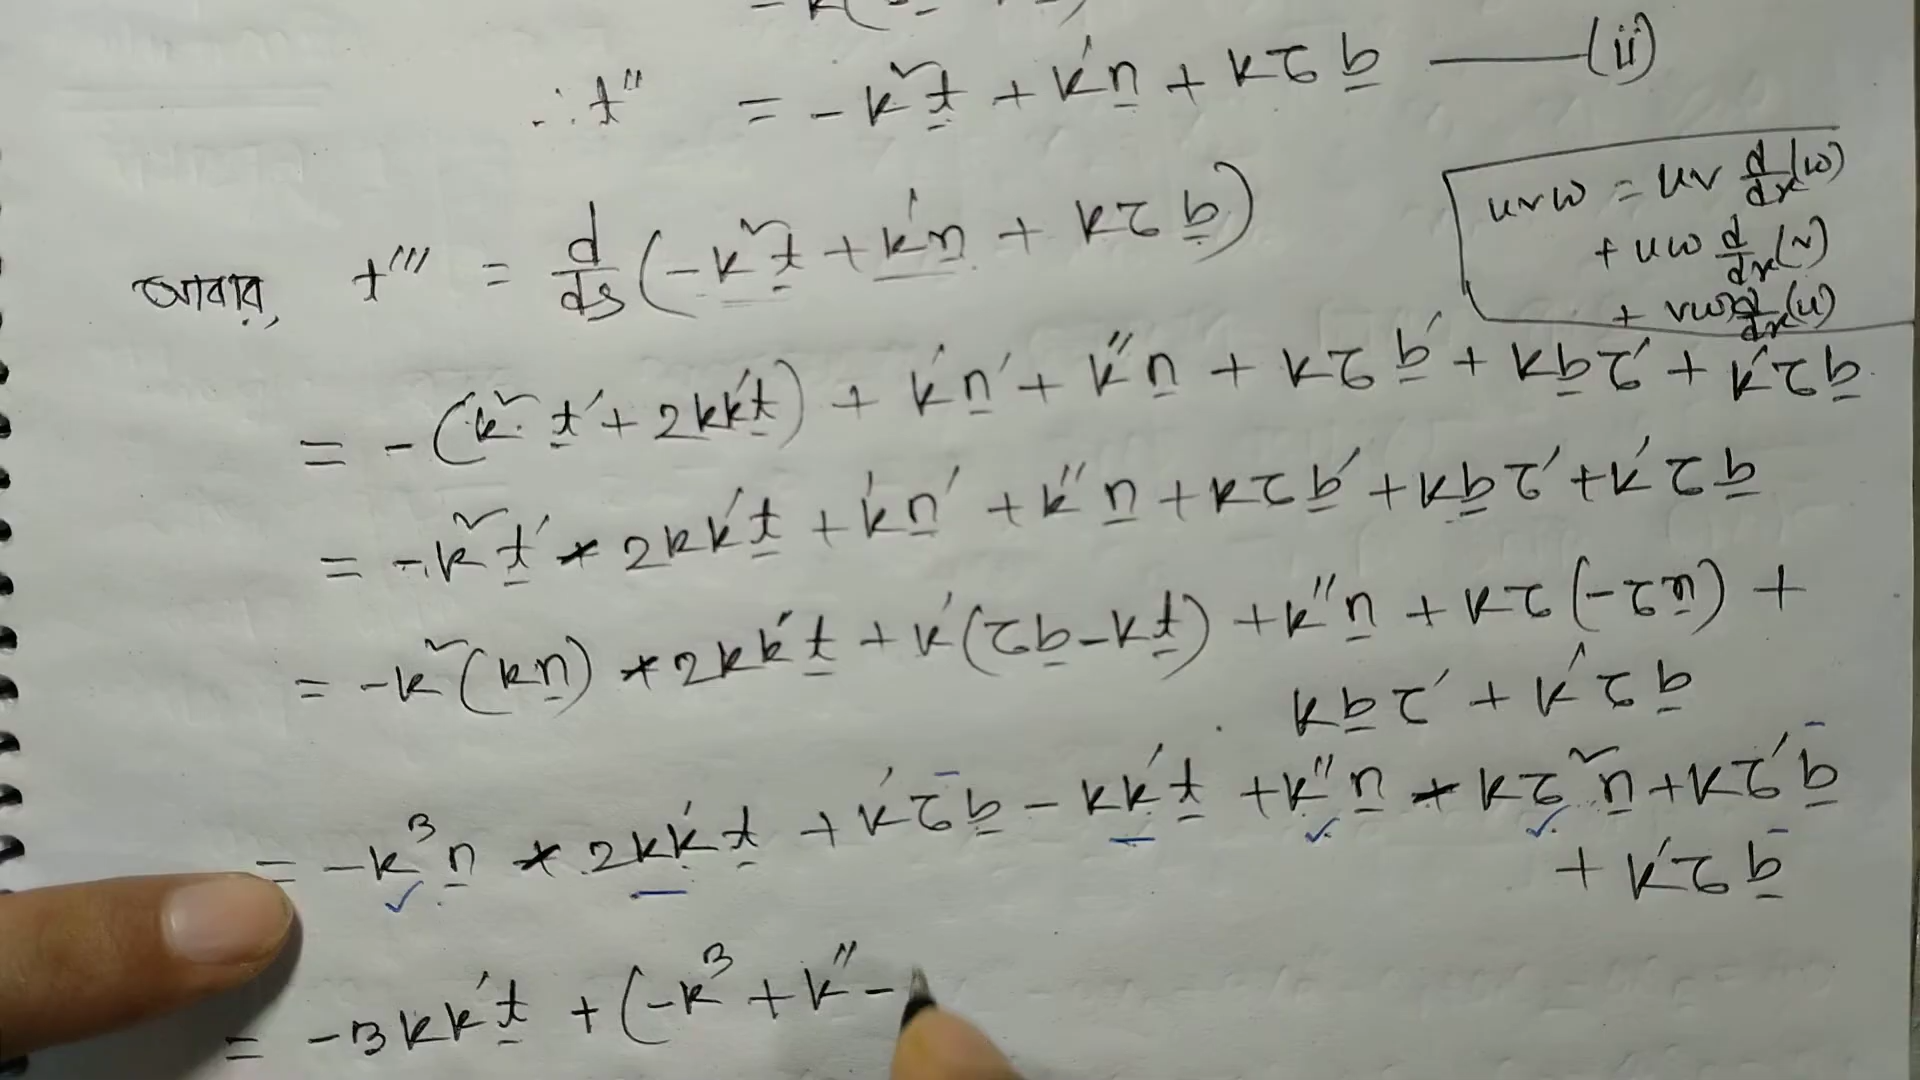 ∴ t'' = -k²t + k'n + kτb ——— (ii)
uvw = uv d/dx(w)
+ uw d/dx(v)
+ vw d/dx(u)
আবার, t''' = d/ds(-k²t + k'n + kτb)
= -(k²t' + 2kk't) + k'n' + k''n + kτb' + kbτ' + k'τb
= -k²t' - 2kk't + k'n' + k''n + kτb' + kbτ' + k'τb
= -k²(kn) - 2kk't + k'(τb - kt) + k''n + kτ(-τn) +
kbτ' + k'τb
= -k³n - 2kk't + k'τb - kk't + k''n - kτ²n + kτ'b
+ k'τb
= -3kk't + (-k³ + k'' -